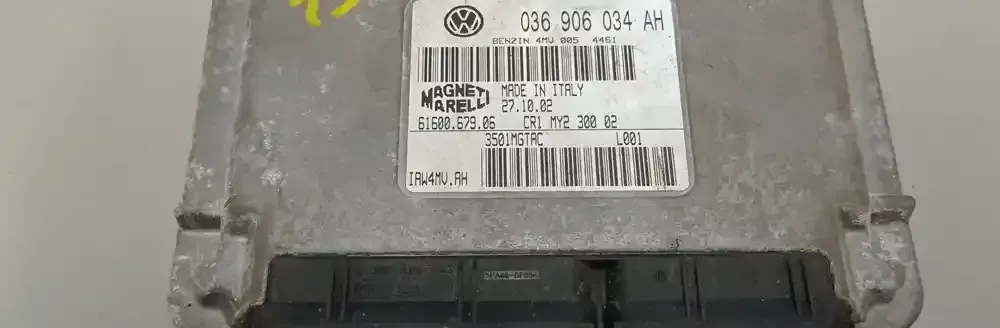 036 906 034 AH
BENZIN 4MV 005 4461
MAGNETI MARELLI
MADE IN ITALY
27.10.02
61600.679.06 CR1 MY2 300 02
3501MGTAC L001
IAW4MV.AH